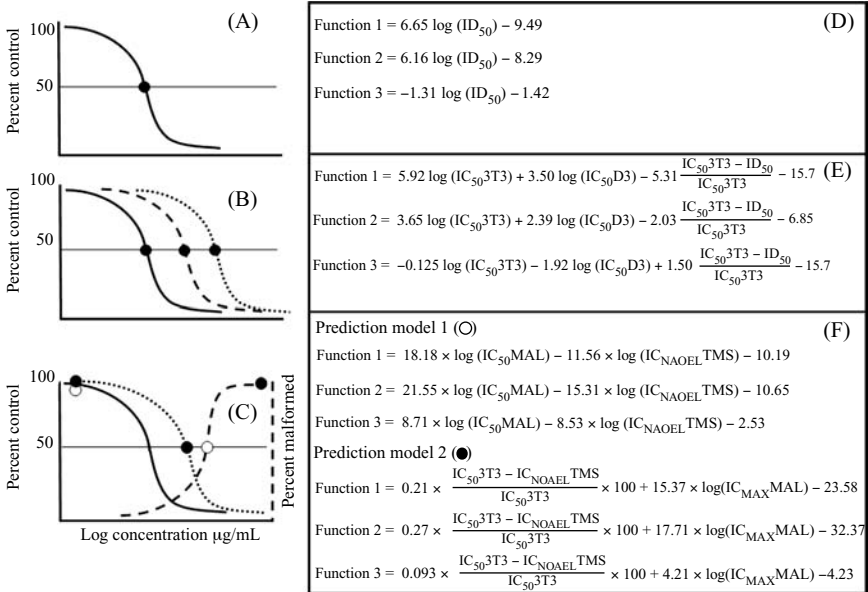 100
50
Percent control
(A)
100
50
Percent control
(B)
100
50
Percent control
(C)
Percent malformed
Log concentration μg/mL
(D)
Function 1 = 6.65 log (ID50) − 9.49
Function 2 = 6.16 log (ID50) − 8.29
Function 3 = −1.31 log (ID50) − 1.42
(E)
Function 1 = 5.92 log (IC503T3) + 3.50 log (IC50D3) − 5.31 IC503T3 − ID50 / IC503T3 − 15.7
Function 2 = 3.65 log (IC503T3) + 2.39 log (IC50D3) − 2.03 IC503T3 − ID50 / IC503T3 − 6.85
Function 3 = −0.125 log (IC503T3) − 1.92 log (IC50D3) + 1.50 IC503T3 − ID50 / IC503T3 − 15.7
(F)
Prediction model 1 (○)
Function 1 = 18.18 × log (IC50MAL) − 11.56 × log (ICNAOELTMS) − 10.19
Function 2 = 21.55 × log (IC50MAL) − 15.31 × log (ICNAOELTMS) − 10.65
Function 3 = 8.71 × log (IC50MAL) − 8.53 × log (ICNAOELTMS) − 2.53
Prediction model 2 (●)
Function 1 = 0.21 × IC503T3 − ICNOAELTMS / IC503T3 × 100 + 15.37 × log(ICMAXMAL) − 23.58
Function 2 = 0.27 × IC503T3 − ICNOAELTMS / IC503T3 × 100 + 17.71 × log(ICMAXMAL) − 32.37
Function 3 = 0.093 × IC503T3 − ICNOAELTMS / IC503T3 × 100 + 4.21 × log(ICMAXMAL) − 4.23